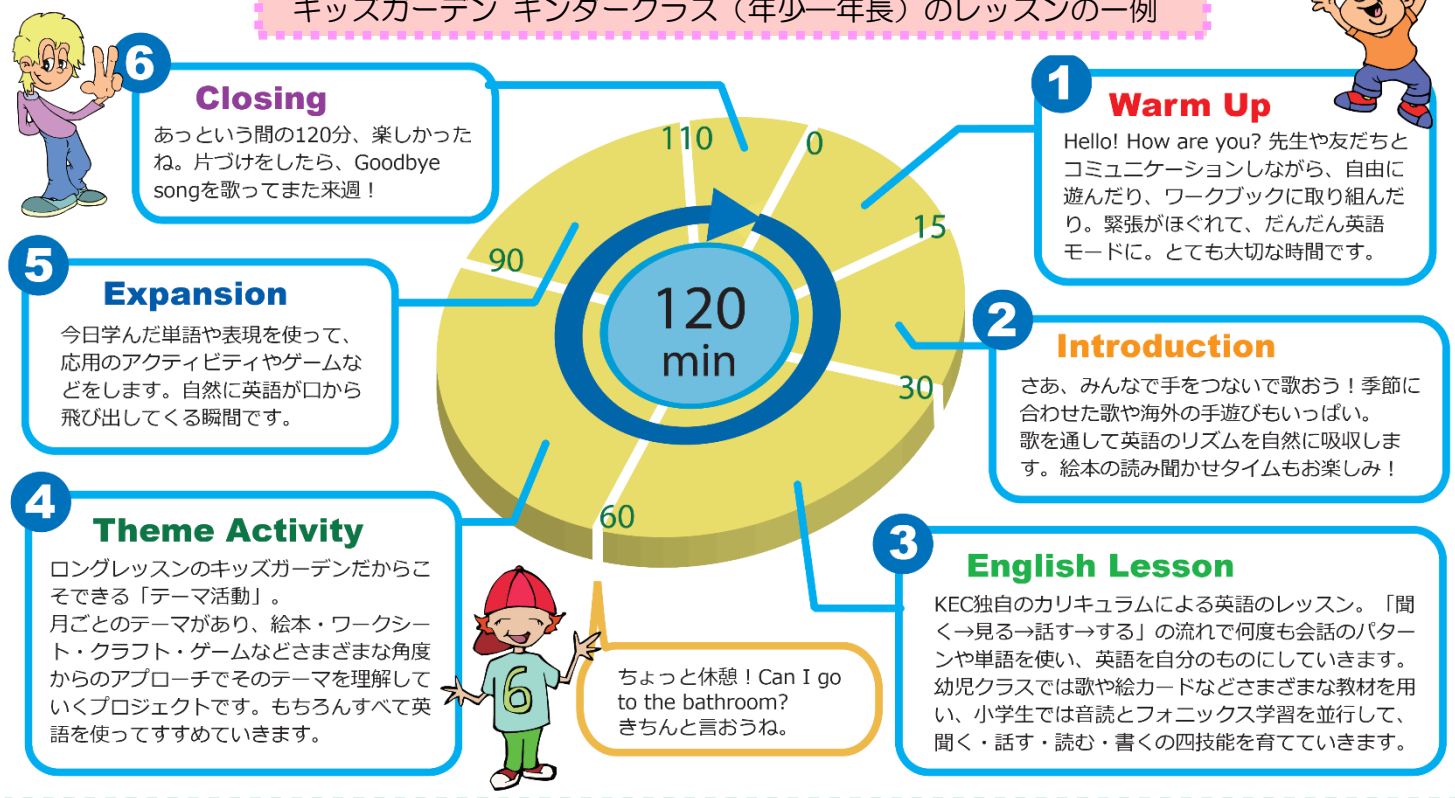 キッズガーデン キンダークラス（年少―年長）のレッスンの一例
1
Warm Up
Hello! How are you? 先生や友だちと
コミュニケーションしながら、自由に
遊んだり、ワークブックに取り組んだ
り。緊張がほぐれて、だんだん英語
モードに。とても大切な時間です。
2
Introduction
さあ、みんなで手をつないで歌おう！季節に
合わせた歌や海外の手遊びもいっぱい。
歌を通して英語のリズムを自然に吸収しま
す。絵本の読み聞かせタイムもお楽しみ！
3
English Lesson
KEC独自のカリキュラムによる英語のレッスン。「聞
く→見る→話す→する」の流れで何度も会話のパター
ンや単語を使い、英語を自分のものにしていきます。
幼児クラスでは歌や絵カードなどさまざまな教材を用
い、小学生では音読とフォニックス学習を並行して、
聞く・話す・読む・書くの四技能を育てていきます。
4
Theme Activity
ロングレッスンのキッズガーデンだからこ
そできる「テーマ活動」。
月ごとのテーマがあり、絵本・ワークシー
ト・クラフト・ゲームなどさまざまな角度
からのアプローチでそのテーマを理解して
いくプロジェクトです。もちろんすべて英
語を使ってすすめていきます。
5
Expansion
今日学んだ単語や表現を使って、
応用のアクティビティやゲームな
どをします。自然に英語が口から
飛び出してくる瞬間です。
6
Closing
あっという間の120分、楽しかった
ね。片づけをしたら、Goodbye
songを歌ってまた来週！
0
15
30
60
90
110
120
min
ちょっと休憩！Can I go
to the bathroom?
きちんと言おうね。
6